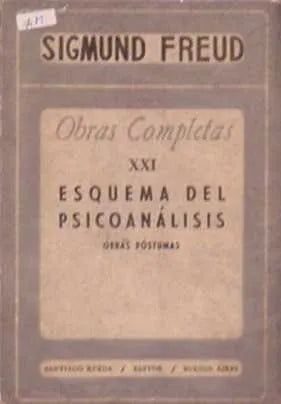 SIGMUND FREUD
Obras Completas
XXI
ESQUEMA DEL
PSICOANÁLISIS
OBRAS PÓSTUMAS
SANTIAGO RUEDA / EDITOR / BUENOS AIRES